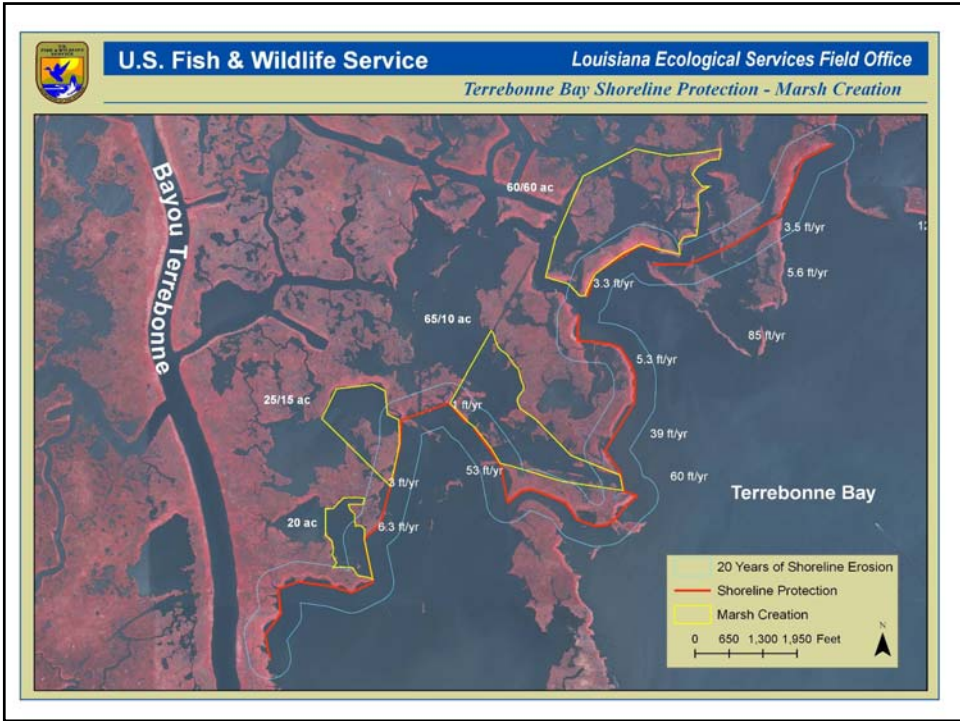 U.S.
FISH & WILDLIFE
SERVICE
U.S. Fish & Wildlife Service
Louisiana Ecological Services Field Office
Terrebonne Bay Shoreline Protection - Marsh Creation
Bayou Terrebonne
60/60 ac
3.5 ft/yr
5.6 ft/yr
3.3 ft/yr
85 ft/yr
65/10 ac
5.3 ft/yr
25/15 ac
1 ft/yr
39 ft/yr
53 ft/yr
60 ft/yr
3 ft/yr
Terrebonne Bay
20 ac
6.3 ft/yr
20 Years of Shoreline Erosion
Shoreline Protection
Marsh Creation
0 650 1,300 1,950 Feet
N